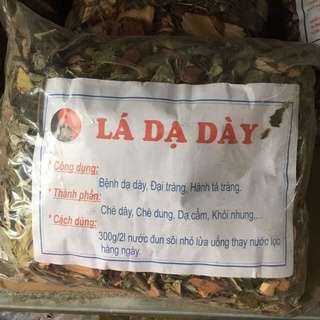 LÁ DẠ DÀY
* Công dụng:
Bệnh dạ dày, Đại tràng, Hành tá tràng.
* Thành phần:
Chè dây, Chè dung, Dạ cẩm, Khôi nhung,...
* Cách dùng:
300g/2l nước đun sôi nhỏ lửa uống thay nước lọc
hàng ngày.